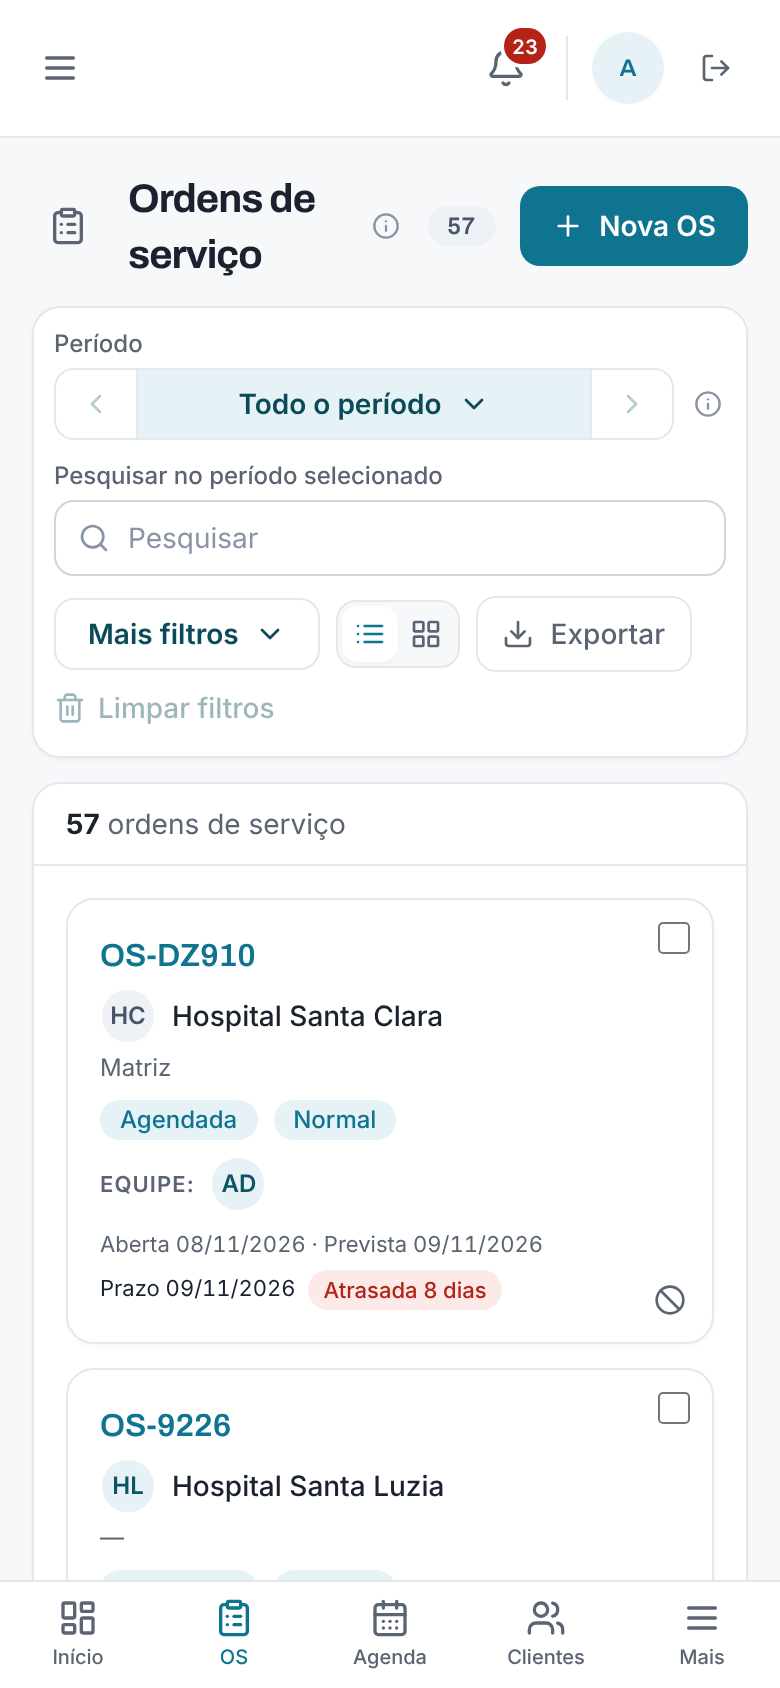 23
A
Ordens de
serviço
57
Nova OS
Período
Todo o período
Pesquisar no período selecionado
Pesquisar
Mais filtros
Exportar
Limpar filtros
57 ordens de serviço
OS-DZ910
HC Hospital Santa Clara
Matriz
Agendada Normal
EQUIPE: AD
Aberta 08/11/2026 · Prevista 09/11/2026
Prazo 09/11/2026 Atrasada 8 dias
OS-9226
HL Hospital Santa Luzia
—
Início OS Agenda Clientes Mais